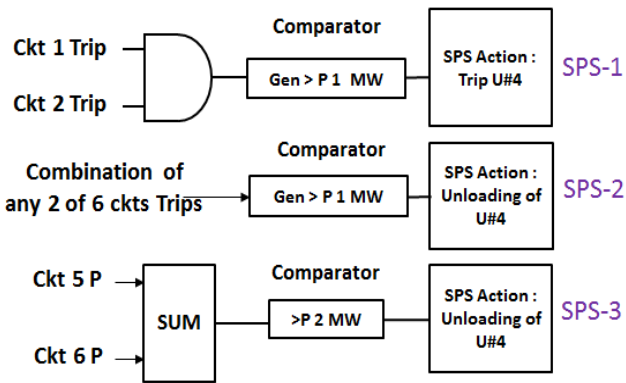 Comparator
Ckt 1 Trip
Ckt 2 Trip
Gen > P 1 MW
SPS Action :
Trip U#4
SPS-1
Comparator
Combination of
any 2 of 6 ckts Trips
Gen > P 1 MW
SPS Action :
Unloading of
U#4
SPS-2
Comparator
Ckt 5 P
Ckt 6 P
SUM
>P 2 MW
SPS Action :
Unloading of
U#4
SPS-3